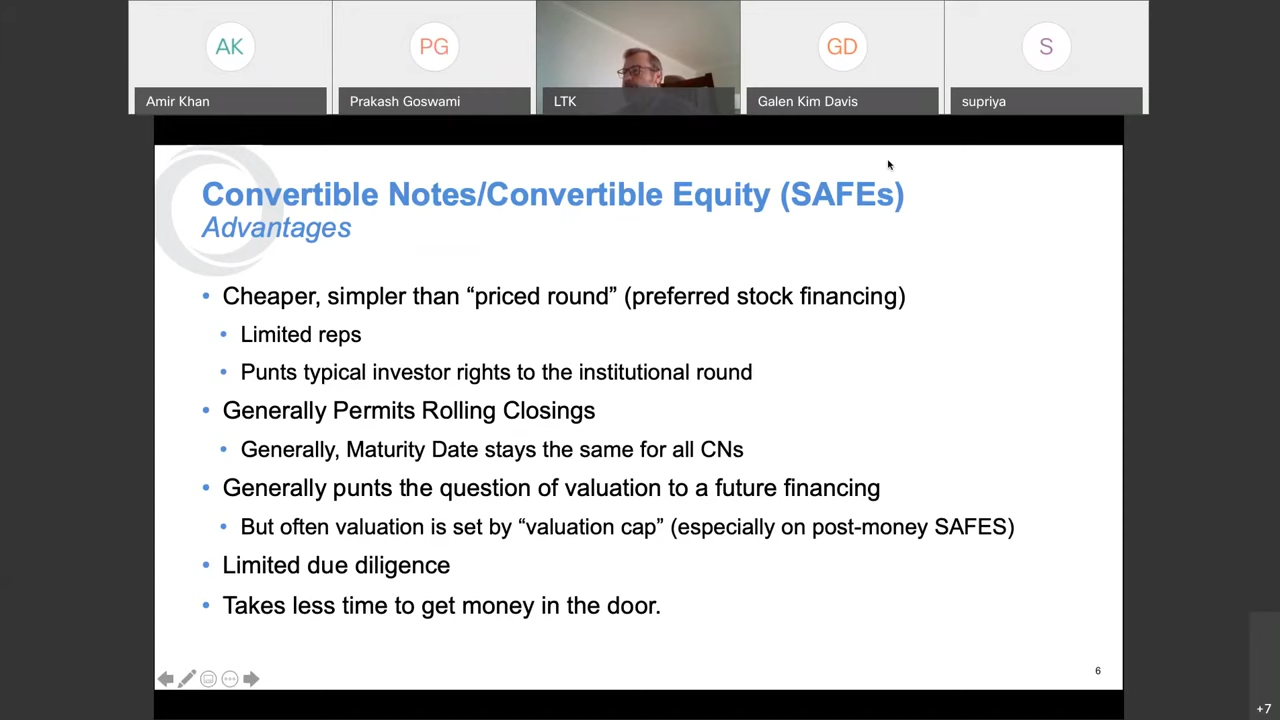 AK
PG
GD
S
Amir Khan
Prakash Goswami
LTK
Galen Kim Davis
supriya
Convertible Notes/Convertible Equity (SAFEs)
Advantages
• Cheaper, simpler than “priced round” (preferred stock financing)
• Limited reps
• Punts typical investor rights to the institutional round
• Generally Permits Rolling Closings
• Generally, Maturity Date stays the same for all CNs
• Generally punts the question of valuation to a future financing
• But often valuation is set by “valuation cap” (especially on post-money SAFES)
• Limited due diligence
• Takes less time to get money in the door.
6
+7